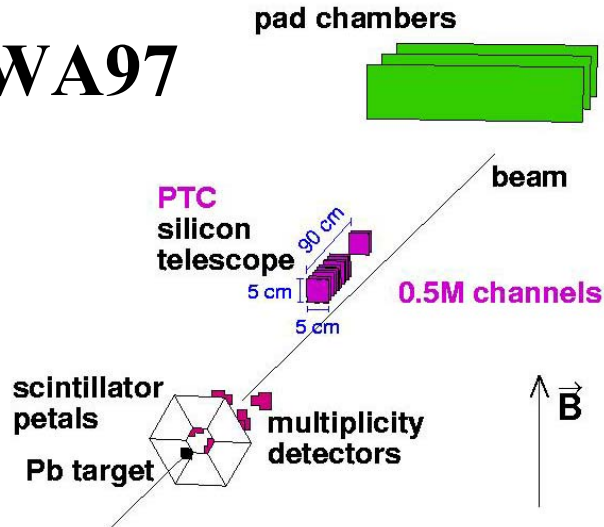 pad chambers
WA97
beam
PTC
silicon
telescope
90 cm
5 cm
5 cm
0.5M channels
scintillator
petals
multiplicity
detectors
Pb target
B